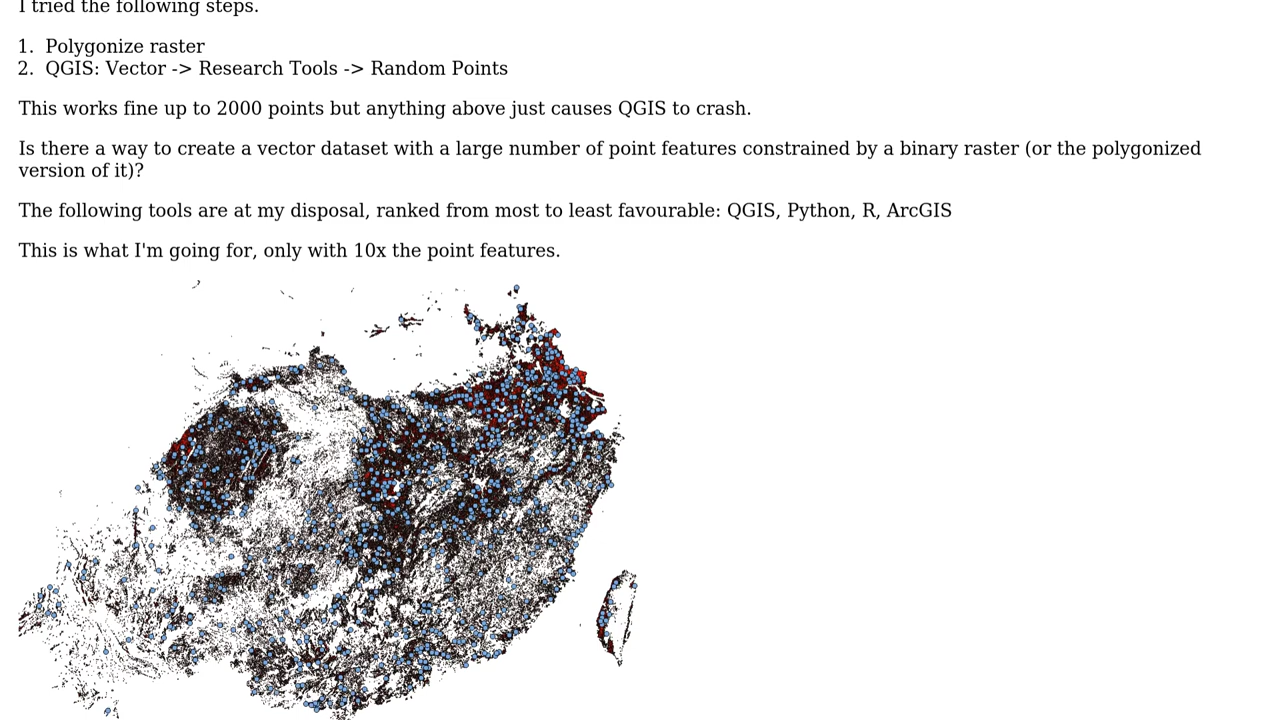 I tried the following steps.
1. Polygonize raster
2. QGIS: Vector -> Research Tools -> Random Points
This works fine up to 2000 points but anything above just causes QGIS to crash.
Is there a way to create a vector dataset with a large number of point features constrained by a binary raster (or the polygonized
version of it)?
The following tools are at my disposal, ranked from most to least favourable: QGIS, Python, R, ArcGIS
This is what I'm going for, only with 10x the point features.